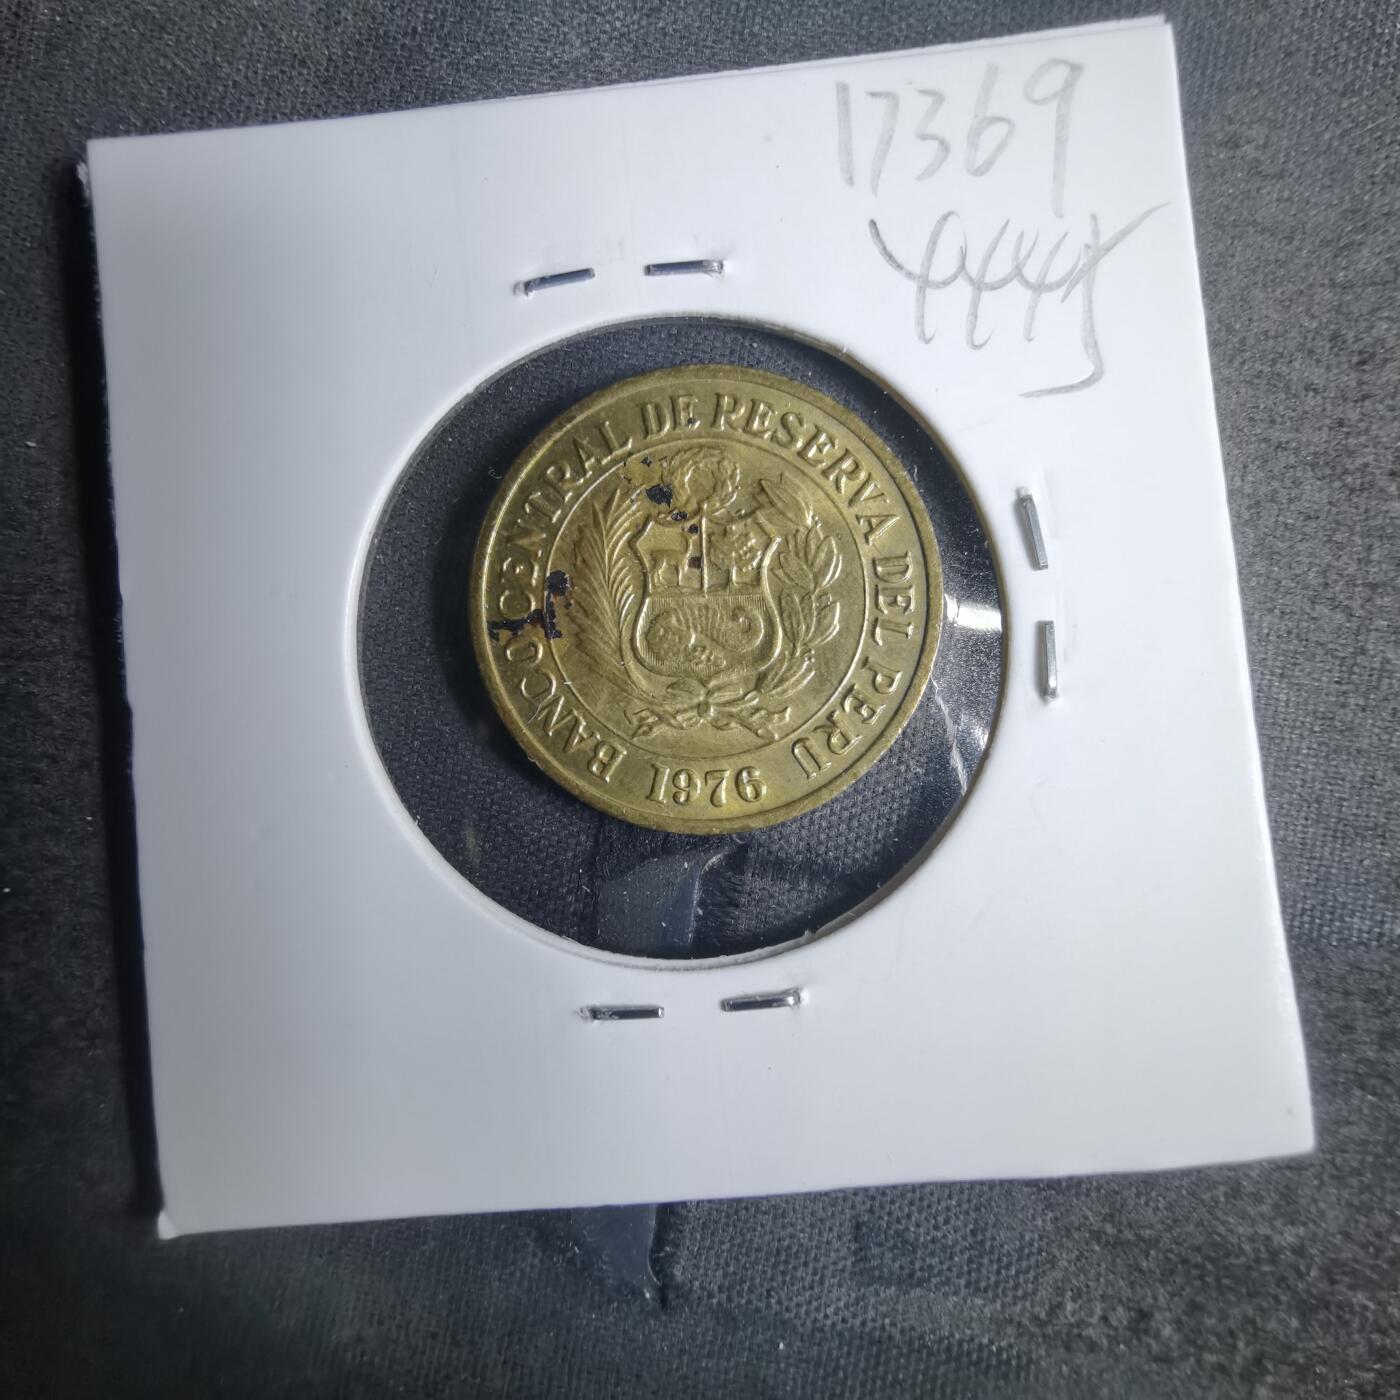 17369
BANCO CENTRAL DE RESERVA DEL PERU
1976